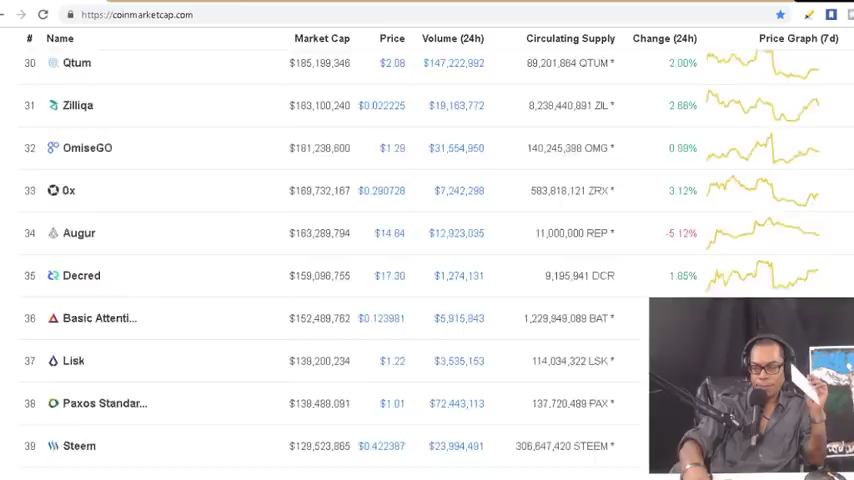 https://coinmarketcap.com
# Name Market Cap Price Volume (24h) Circulating Supply Change (24h) Price Graph (7d)
30 Qtum $185,199,346 $2.08 $147,222,992 89,201,864 QTUM * 2.00%
31 Zilliqa $183,100,240 $0.022225 $19,163,772 8,238,440,891 ZIL * 2.66%
32 OmiseGO $181,238,600 $1.29 $31,554,950 140,245,398 OMG * 0.89%
33 0x $169,732,167 $0.290728 $7,242,298 583,818,121 ZRX * 3.12%
34 Augur $163,289,794 $14.84 $12,923,035 11,000,000 REP * -5.12%
35 Decred $159,096,755 $17.30 $1,274,131 9,195,941 DCR 1.85%
36 Basic Attenti... $152,489,762 $0.123981 $5,915,843 1,229,949,089 BAT *
37 Lisk $139,200,234 $1.22 $3,535,153 114,034,322 LSK *
38 Paxos Standar... $138,488,091 $1.01 $72,443,113 137,720,489 PAX *
39 Steem $129,523,865 $0.422387 $23,994,491 306,647,420 STEEM *